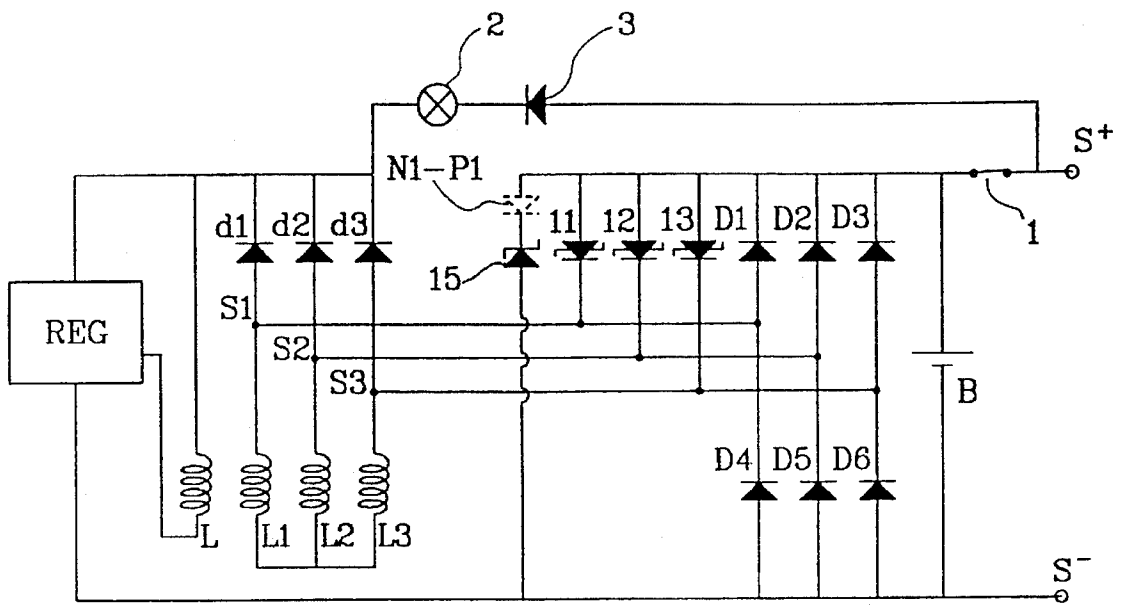 2 3
S+
N1-P1
d1 d2 d3 11 12 13 D1 D2 D3 1
15
S1
REG S2
S3 B
D4 D5 D6
L L1 L2 L3
S-